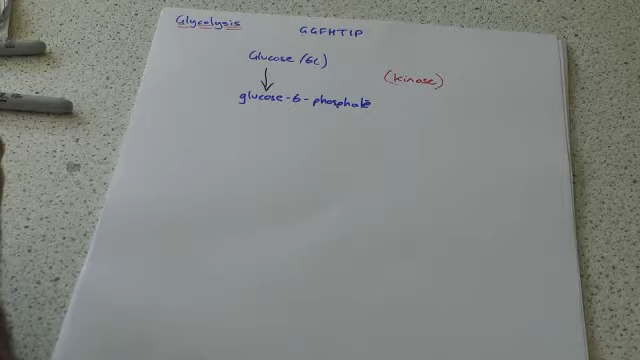 Glycolysis
GGFHTIP
Glucose (6C)
(kinase)
glucose-6-phosphate